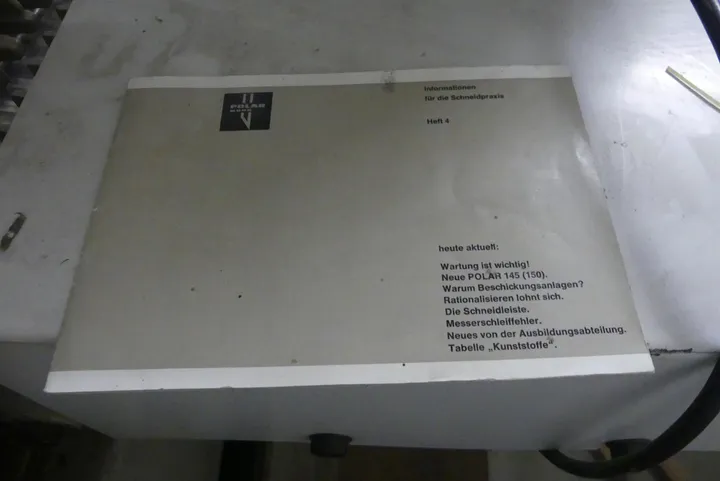 POLAR
Informationen
für die Schneidpraxis
Heft 4
heute aktuell:
Wartung ist wichtig!
Neue POLAR 145 (150).
Warum Beschickungsanlagen?
Rationalisieren lohnt sich.
Die Schneidleiste.
Messerschleiffehler.
Neues von der Ausbildungsabteilung.
Tabelle „Kunststoffe“.